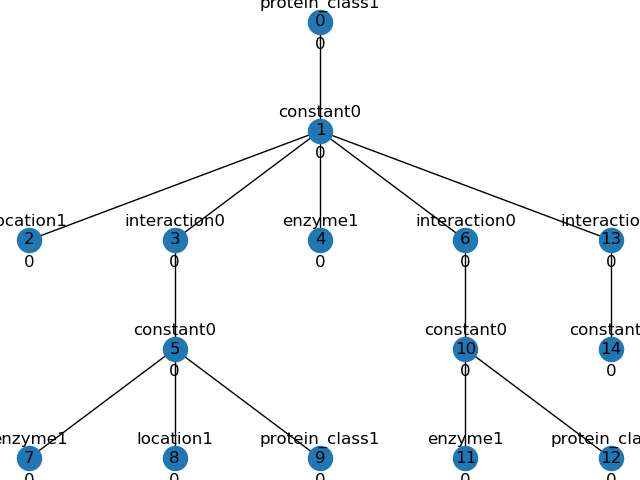 protein_class1
0
0
constant0
1
0
ocation1 interaction0 enzyme1 interaction0 interactio
2 3 4 6 13
0 0 0 0 0
constant0 constant0 constant
5 10 14
0 0 0
enzyme1 location1 protein_class1 enzyme1 protein_cla
7 8 9 11 12
0 0 0 0 0